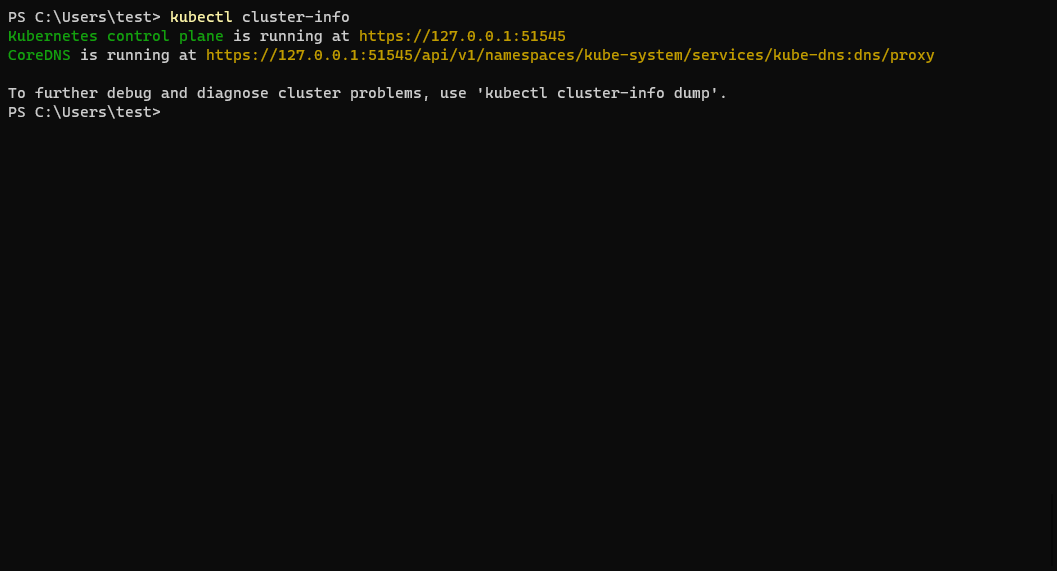 PS C:\Users\test> kubectl cluster-info
Kubernetes control plane is running at https://127.0.0.1:51545
CoreDNS is running at https://127.0.0.1:51545/api/v1/namespaces/kube-system/services/kube-dns:dns/proxy
To further debug and diagnose cluster problems, use 'kubectl cluster-info dump'.
PS C:\Users\test>